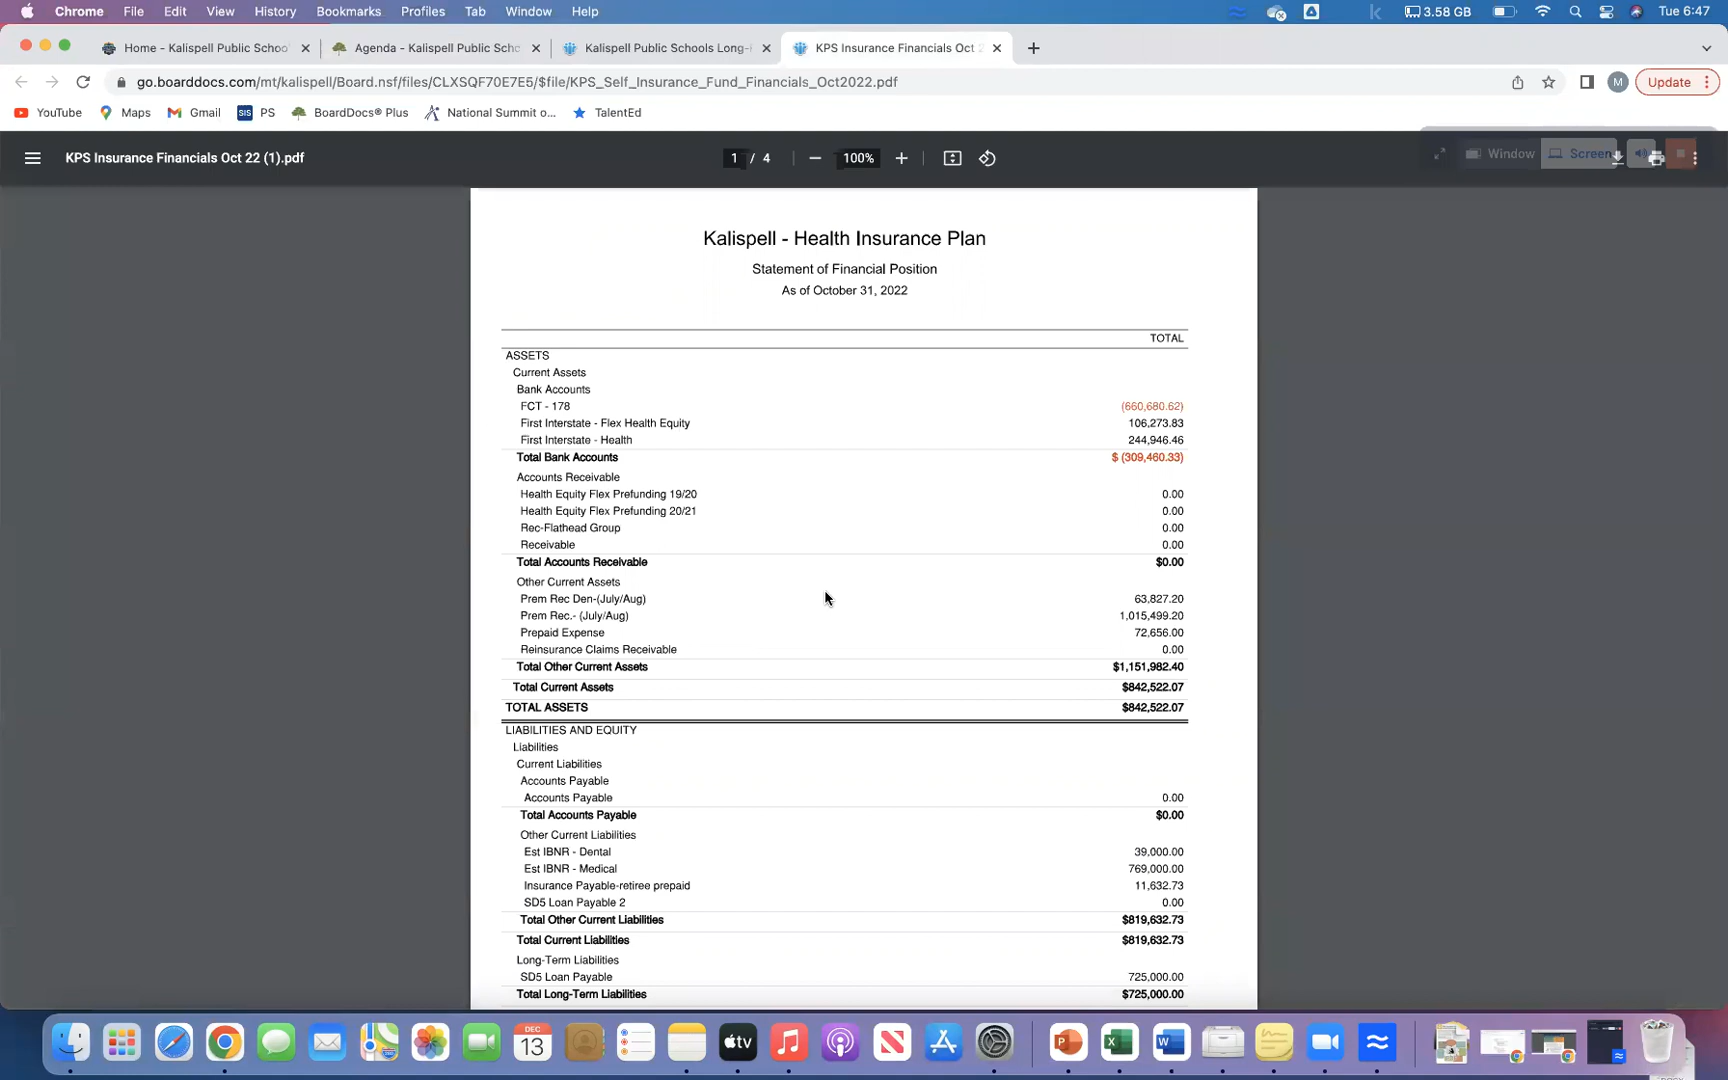 Chrome File Edit View History Bookmarks Profiles Tab Window Help 3.58 GB Tue 6:47
Home - Kalispell Public Schoo Agenda - Kalispell Public Scho Kalispell Public Schools Long- KPS Insurance Financials Oct 2
go.boarddocs.com/mt/kalispell/Board.nsf/files/CLXSQF70E7E5/$file/KPS_Self_Insurance_Fund_Financials_Oct2022.pdf M Update
YouTube Maps Gmail SIS PS BoardDocs® Plus National Summit o... TalentEd
KPS Insurance Financials Oct 22 (1).pdf 1 / 4 100% Window Screen
Kalispell - Health Insurance Plan
Statement of Financial Position
As of October 31, 2022
TOTAL
ASSETS
Current Assets
Bank Accounts
FCT - 178 (660,680.62)
First Interstate - Flex Health Equity 106,273.83
First Interstate - Health 244,946.46
Total Bank Accounts $ (309,460.33)
Accounts Receivable
Health Equity Flex Prefunding 19/20 0.00
Health Equity Flex Prefunding 20/21 0.00
Rec-Flathead Group 0.00
Receivable 0.00
Total Accounts Receivable $0.00
Other Current Assets
Prem Rec Den-(July/Aug) 63,827.20
Prem Rec.- (July/Aug) 1,015,499.20
Prepaid Expense 72,656.00
Reinsurance Claims Receivable 0.00
Total Other Current Assets $1,151,982.40
Total Current Assets $842,522.07
TOTAL ASSETS $842,522.07
LIABILITIES AND EQUITY
Liabilities
Current Liabilities
Accounts Payable
Accounts Payable 0.00
Total Accounts Payable $0.00
Other Current Liabilities
Est IBNR - Dental 39,000.00
Est IBNR - Medical 769,000.00
Insurance Payable-retiree prepaid 11,632.73
SD5 Loan Payable 2 0.00
Total Other Current Liabilities $819,632.73
Total Current Liabilities $819,632.73
Long-Term Liabilities
SD5 Loan Payable 725,000.00
Total Long-Term Liabilities $725,000.00
DEC
13 tv P X W